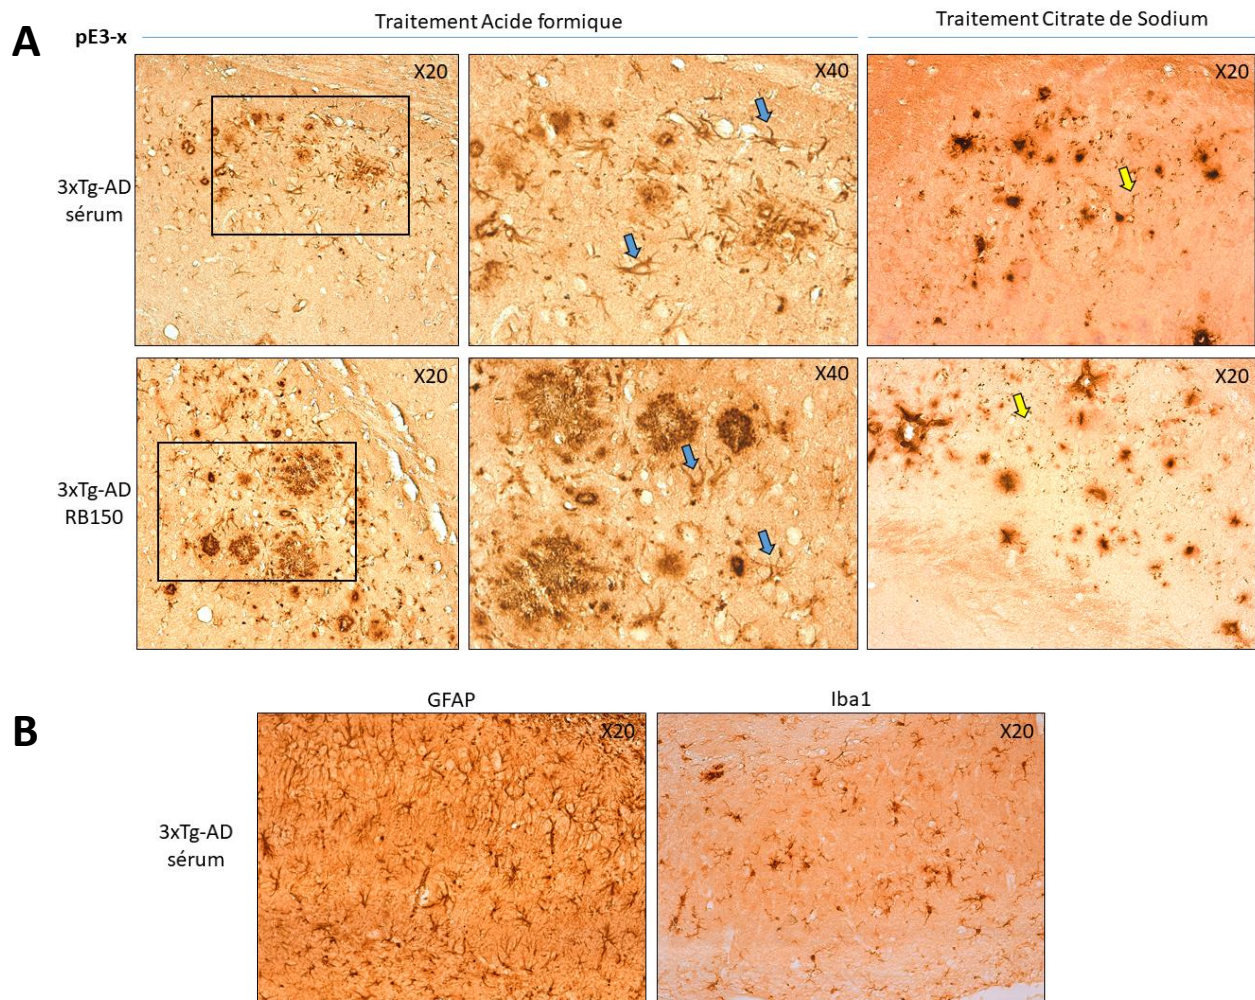 A
pE3-x
Traitement Acide formique
Traitement Citrate de Sodium
X20
X40
X20
3xTg-AD
sérum
X20
X40
X20
3xTg-AD
RB150
B
GFAP
Iba1
X20
X20
3xTg-AD
sérum